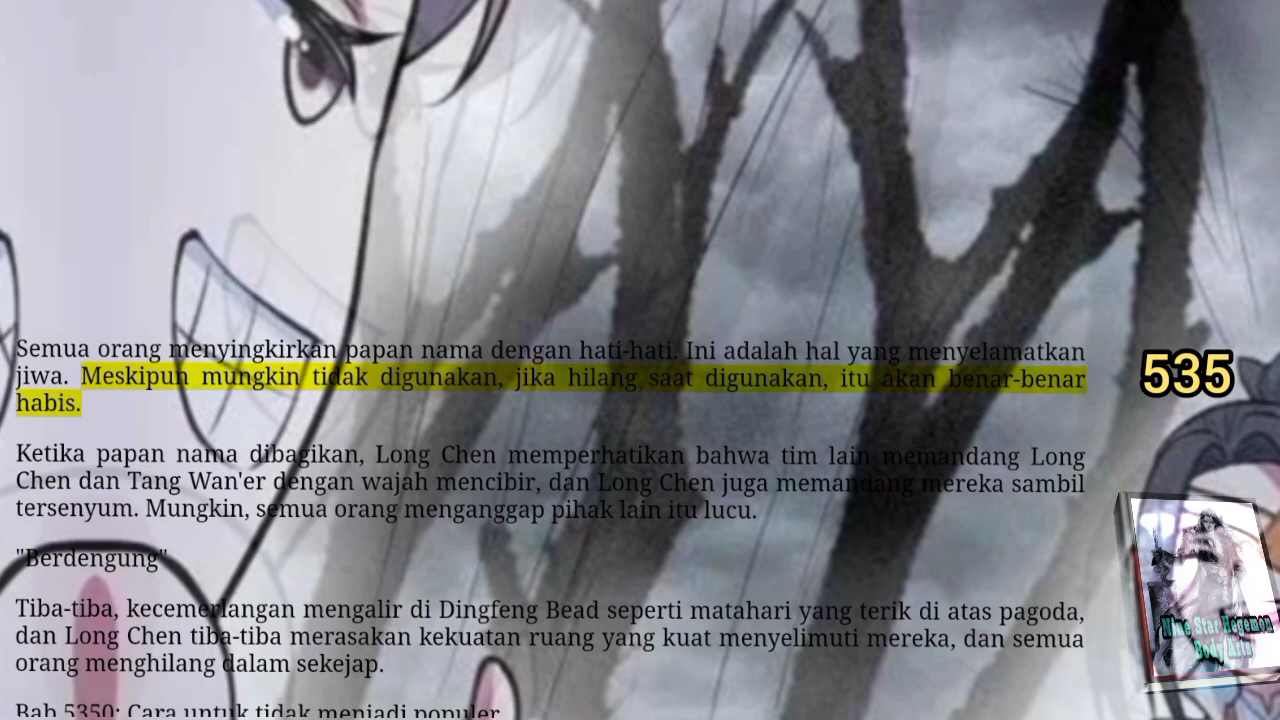 Semua orang menyingkirkan papan nama dengan hati-hati. Ini adalah hal yang menyelamatkan
jiwa. Meskipun mungkin tidak digunakan, jika hilang saat digunakan, itu akan benar-benar
habis.
535
Ketika papan nama dibagikan, Long Chen memperhatikan bahwa tim lain memandang Long
Chen dan Tang Wan'er dengan wajah mencibir, dan Long Chen juga memandang mereka sambil
tersenyum. Mungkin, semua orang menganggap pihak lain itu lucu.
"Berdengung"
Tiba-tiba, kecemerlangan mengalir di Dingfeng Bead seperti matahari yang terik di atas pagoda,
dan Long Chen tiba-tiba merasakan kekuatan ruang yang kuat menyelimuti mereka, dan semua
orang menghilang dalam sekejap.
Nine Star Hegemon
Body Arts
Bab 5350: Cara untuk tidak menjadi populer